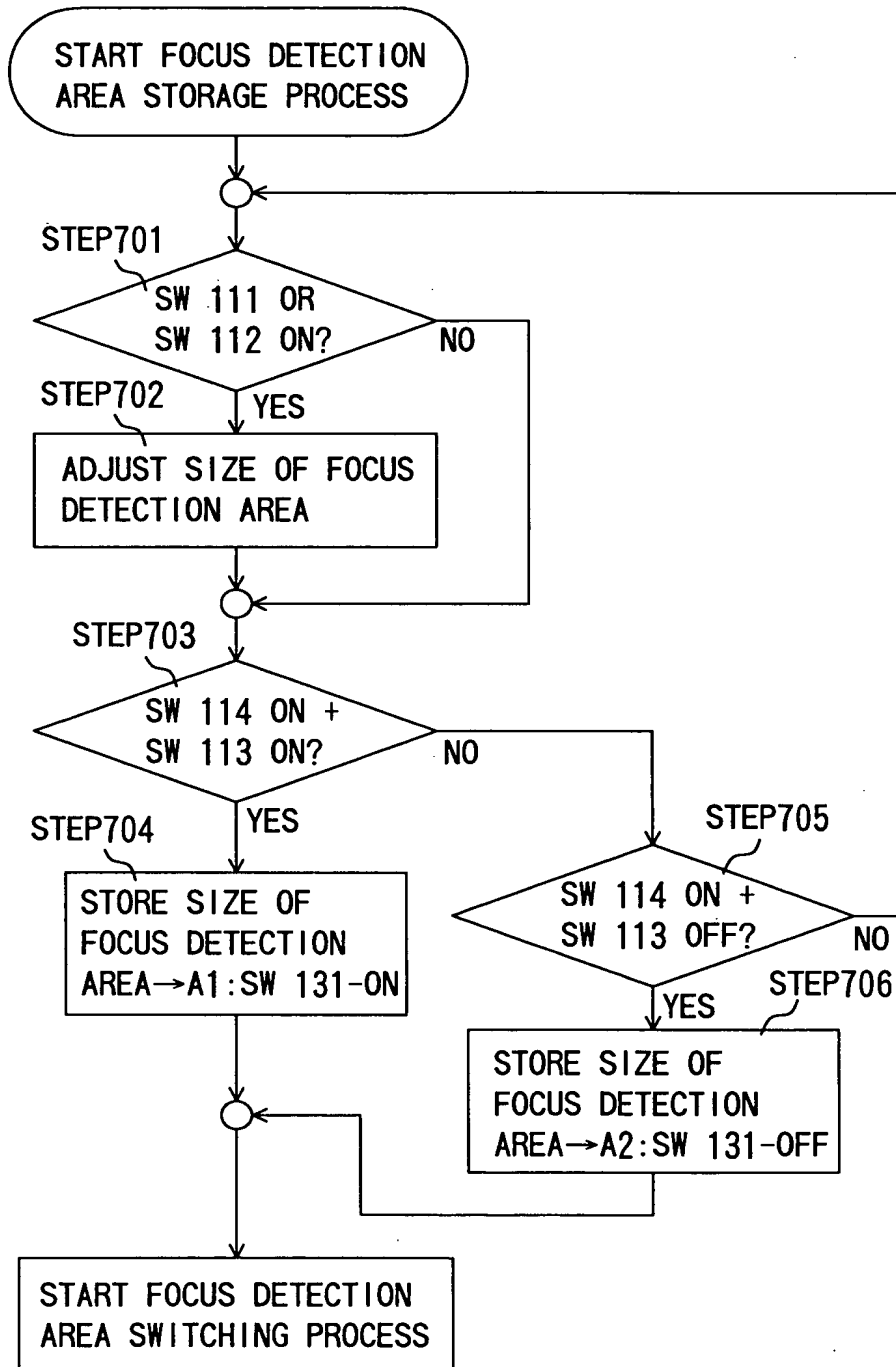 START FOCUS DETECTION
AREA STORAGE PROCESS
STEP701
SW 111 OR
SW 112 ON?
NO
YES
STEP702
ADJUST SIZE OF FOCUS
DETECTION AREA
STEP703
SW 114 ON +
SW 113 ON?
NO
YES
STEP704
STORE SIZE OF
FOCUS DETECTION
AREA→A1:SW 131-ON
STEP705
SW 114 ON +
SW 113 OFF?
NO
YES
STEP706
STORE SIZE OF
FOCUS DETECTION
AREA→A2:SW 131-OFF
START FOCUS DETECTION
AREA SWITCHING PROCESS